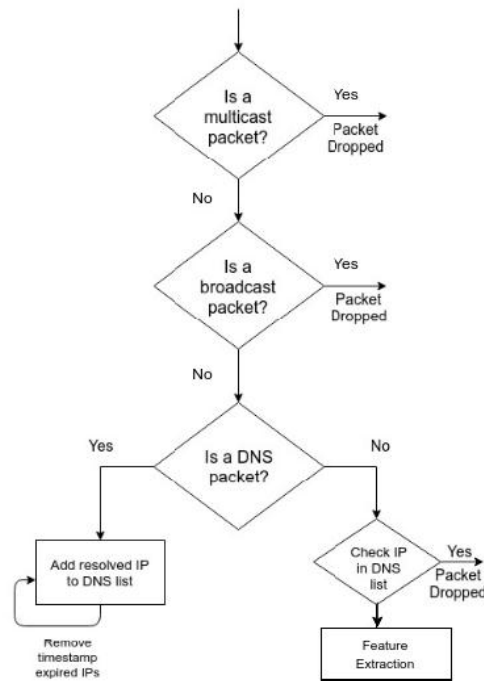 Is a
multicast
packet?
Yes
Packet
Dropped
No
Is a
broadcast
packet?
Yes
Packet
Dropped
No
Is a DNS
packet?
Yes
No
Add resolved IP
to DNS list
Remove
timestamp
expired IPs
Check IP
in DNS
list
Yes
Packet
Dropped
Feature
Extraction